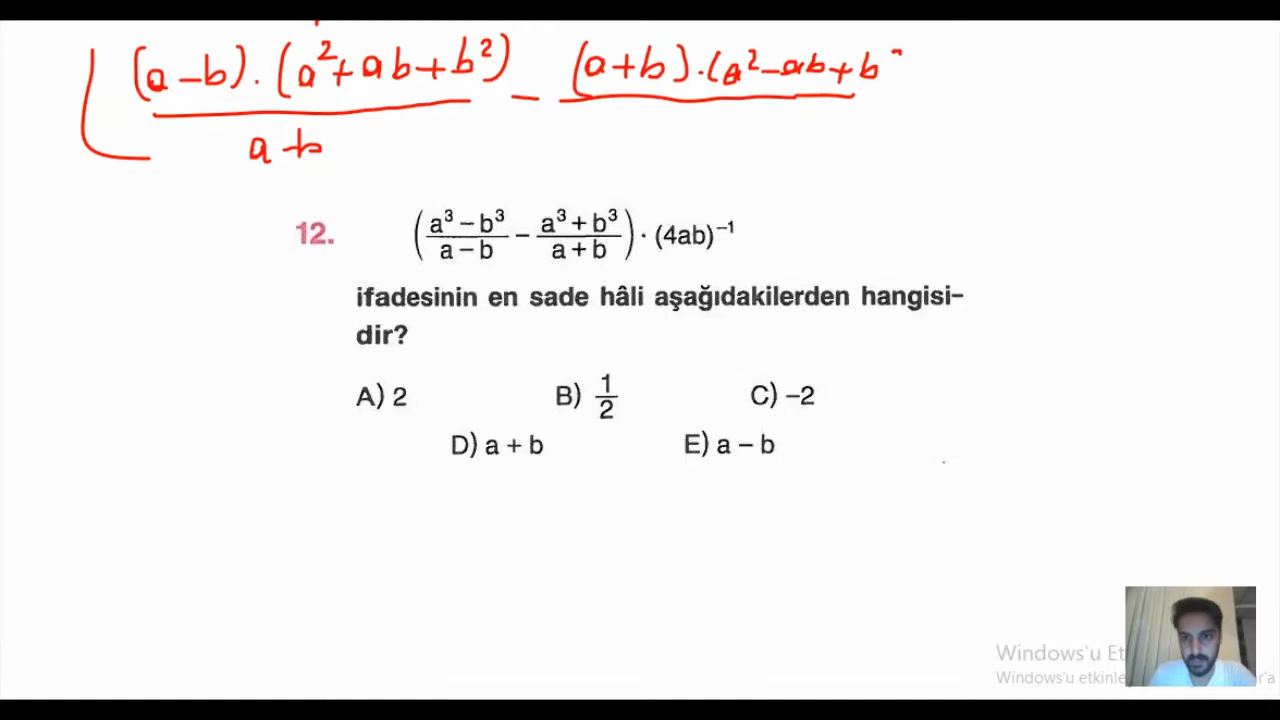 (a-b).(a²+ab+b²) - (a+b).(a²-ab+b²
a-b
12. (a³ – b³ / a – b – a³ + b³ / a + b) · (4ab)⁻¹
ifadesinin en sade hâli aşağıdakilerden hangisi-
dir?
A) 2 B) 1/2 C) –2
D) a + b E) a – b
Windows'u Et
Windows'u etkinle